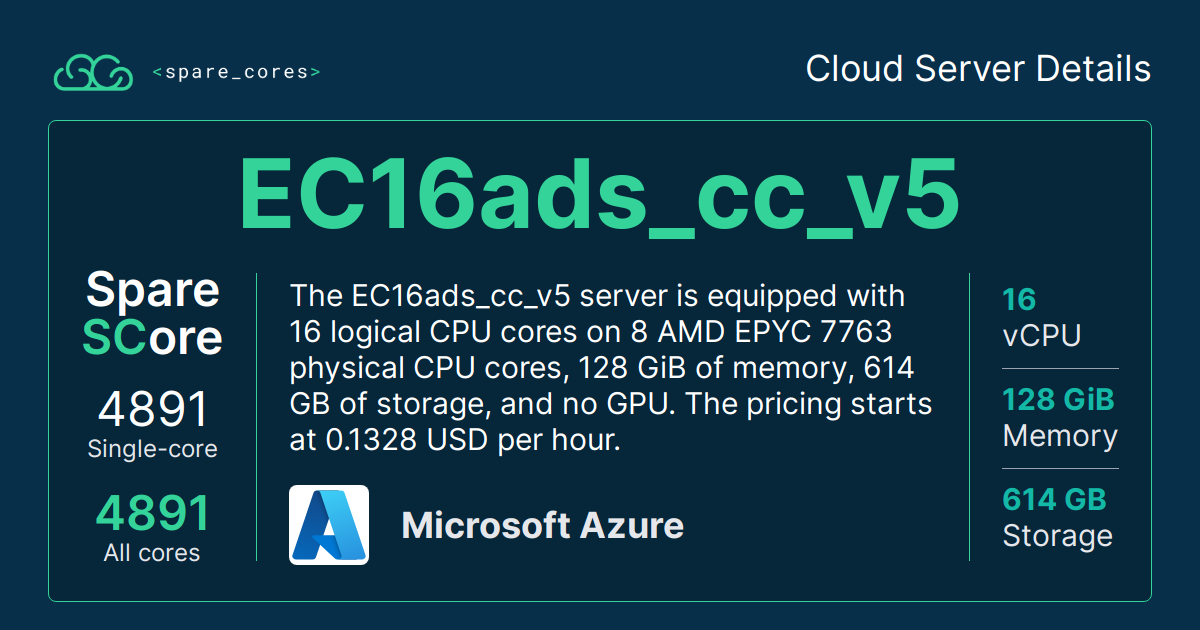 <spare_cores>
Cloud Server Details
EC16ads_cc_v5
Spare
SCore
4891
Single-core
4891
All cores
The EC16ads_cc_v5 server is equipped with
16 logical CPU cores on 8 AMD EPYC 7763
physical CPU cores, 128 GiB of memory, 614
GB of storage, and no GPU. The pricing starts
at 0.1328 USD per hour.
Microsoft Azure
16
vCPU
128 GiB
Memory
614 GB
Storage